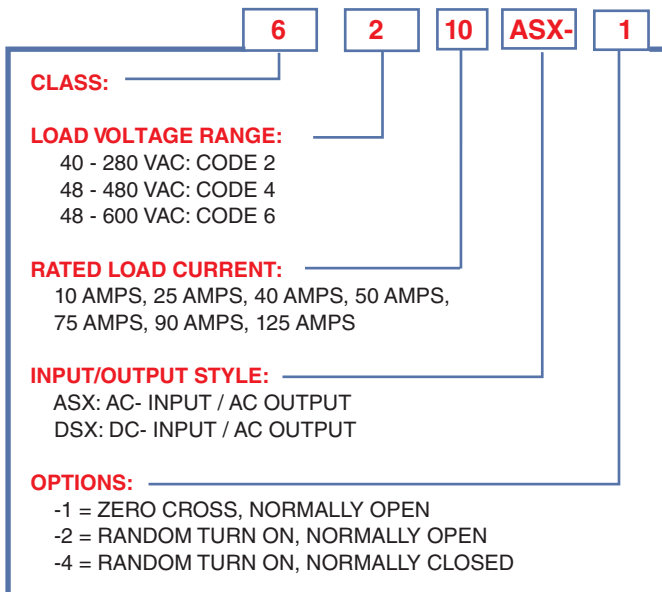 6 2 10 ASX- 1
CLASS:
LOAD VOLTAGE RANGE:
40 - 280 VAC: CODE 2
48 - 480 VAC: CODE 4
48 - 600 VAC: CODE 6
RATED LOAD CURRENT:
10 AMPS, 25 AMPS, 40 AMPS, 50 AMPS,
75 AMPS, 90 AMPS, 125 AMPS
INPUT/OUTPUT STYLE:
ASX: AC- INPUT / AC OUTPUT
DSX: DC- INPUT / AC OUTPUT
OPTIONS:
-1 = ZERO CROSS, NORMALLY OPEN
-2 = RANDOM TURN ON, NORMALLY OPEN
-4 = RANDOM TURN ON, NORMALLY CLOSED